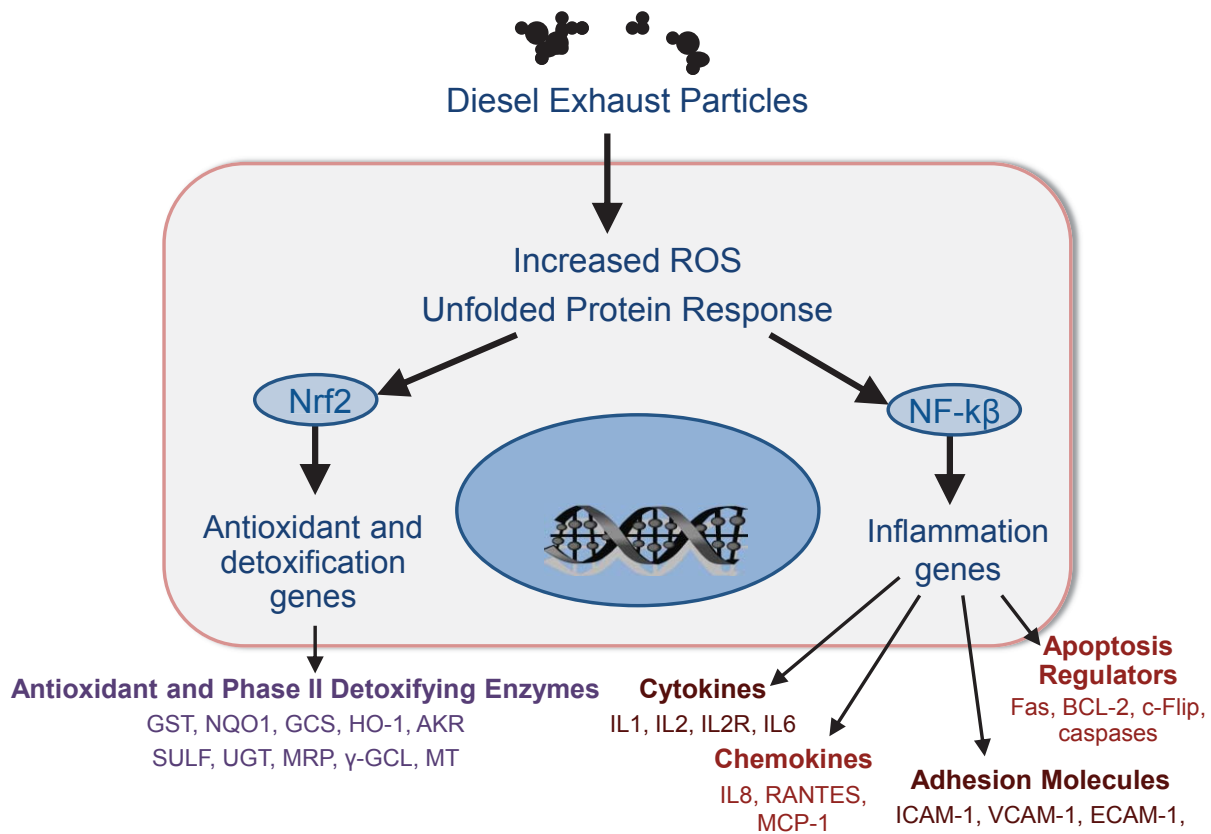 Diesel Exhaust Particles
Increased ROS
Unfolded Protein Response
Nrf2
NF-kβ
Antioxidant and
detoxification
genes
Inflammation
genes
Antioxidant and Phase II Detoxifying Enzymes
GST, NQO1, GCS, HO-1, AKR
SULF, UGT, MRP, γ-GCL, MT
Cytokines
IL1, IL2, IL2R, IL6
Chemokines
IL8, RANTES,
MCP-1
Apoptosis
Regulators
Fas, BCL-2, c-Flip,
caspases
Adhesion Molecules
ICAM-1, VCAM-1, ECAM-1,